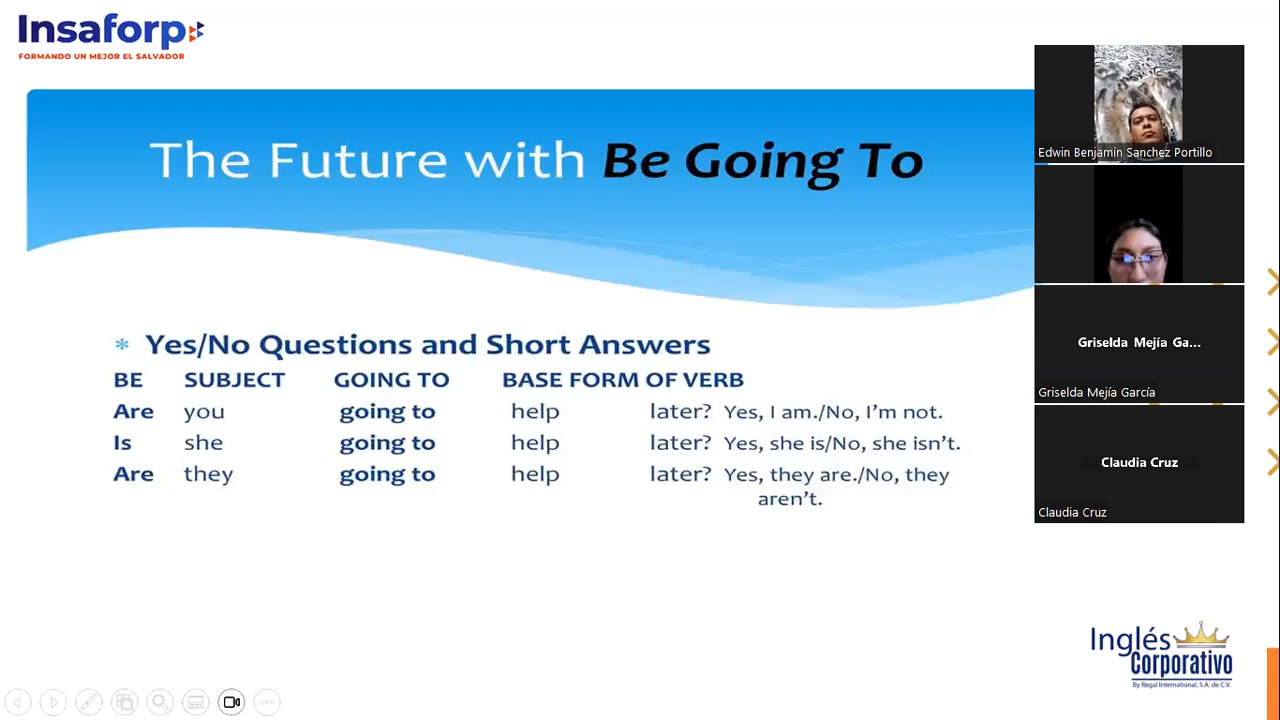 Insaforp
FORMANDO UN MEJOR EL SALVADOR
The Future with Be Going To
Yes/No Questions and Short Answers
BE SUBJECT GOING TO BASE FORM OF VERB
Are you going to help later? Yes, I am./No, I'm not.
Is she going to help later? Yes, she is/No, she isn't.
Are they going to help later? Yes, they are./No, they
aren't.
Edwin Benjamin Sanchez Portillo
Griselda Mejía Ga...
Griselda Mejía García
Claudia Cruz
Claudia Cruz
Inglés
Corporativo
By Regal International, S.A. de C.V.